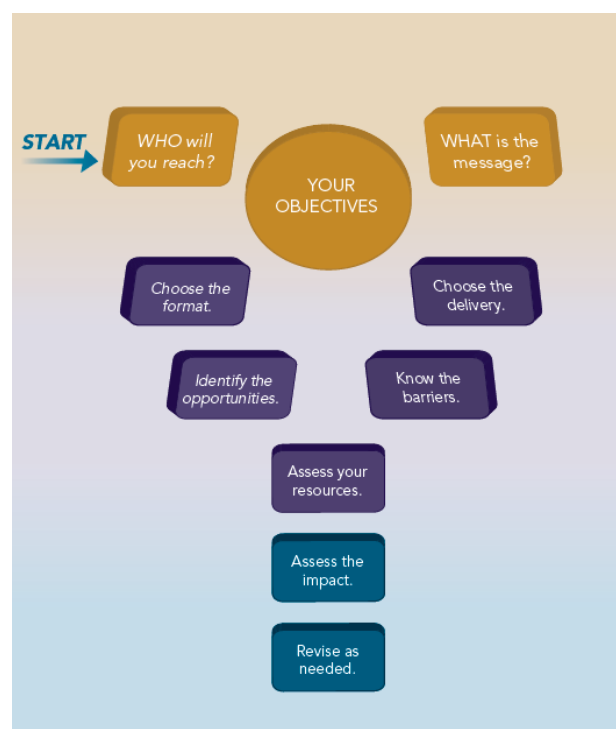 START
WHO will
you reach?
YOUR
OBJECTIVES
WHAT is the
message?
Choose the
format.
Choose the
delivery.
Identify the
opportunities.
Know the
barriers.
Assess your
resources.
Assess the
impact.
Revise as
needed.